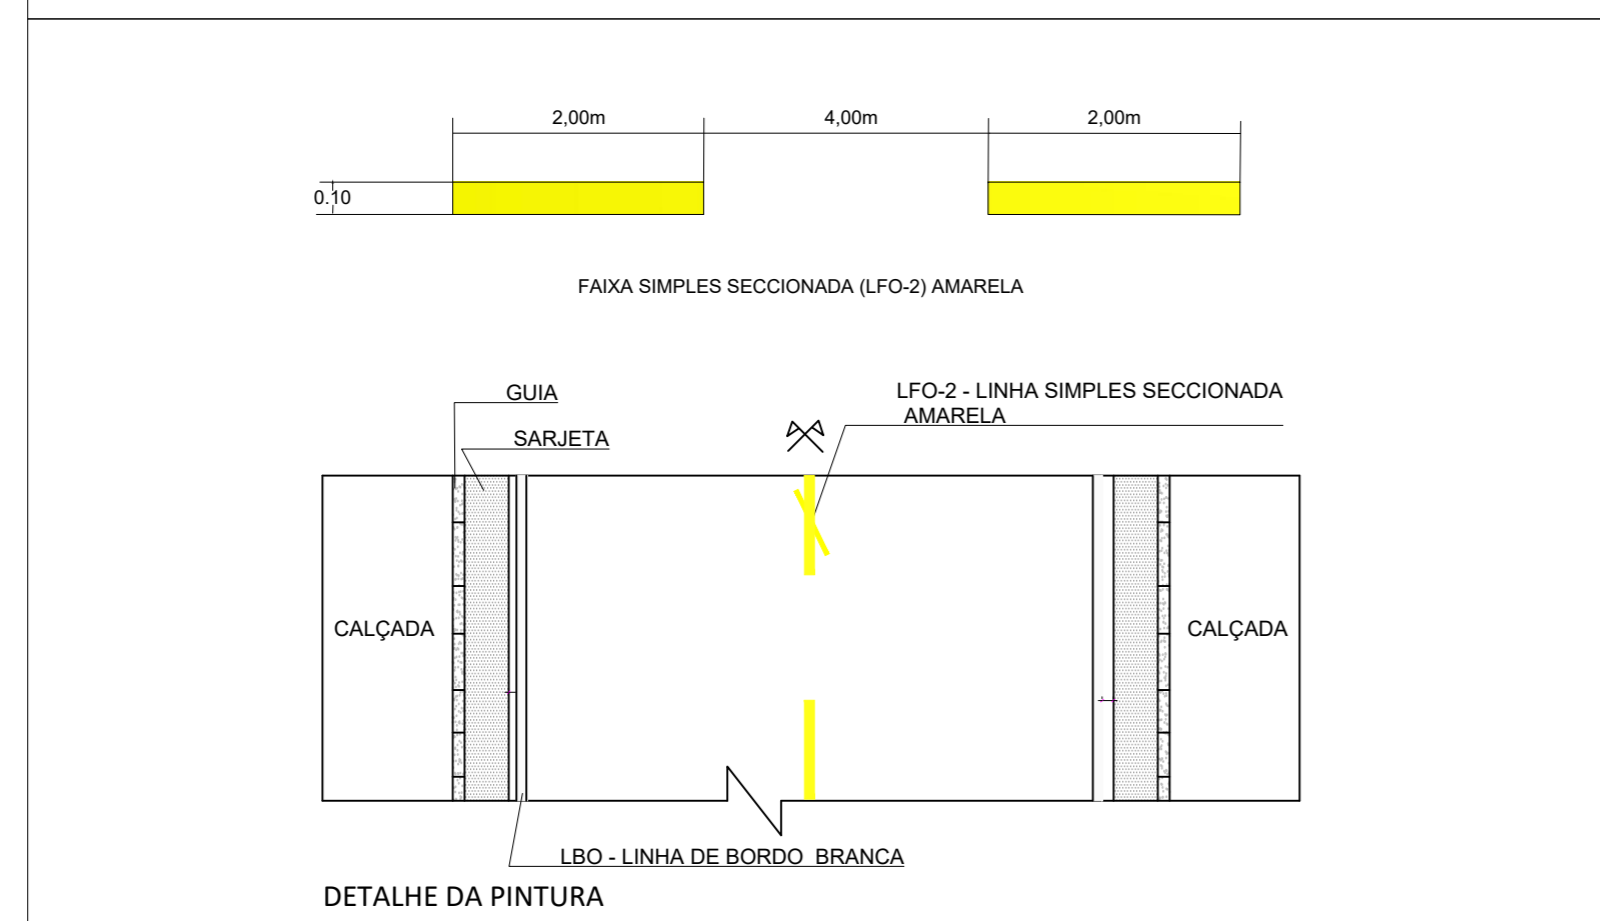 2,00m 4,00m 2,00m
0.10
FAIXA SIMPLES SECCIONADA (LFO-2) AMARELA
GUIA
LFO-2 - LINHA SIMPLES SECCIONADA
AMARELA
SARJETA
CALÇADA
CALÇADA
LBO - LINHA DE BORDO BRANCA
DETALHE DA PINTURA